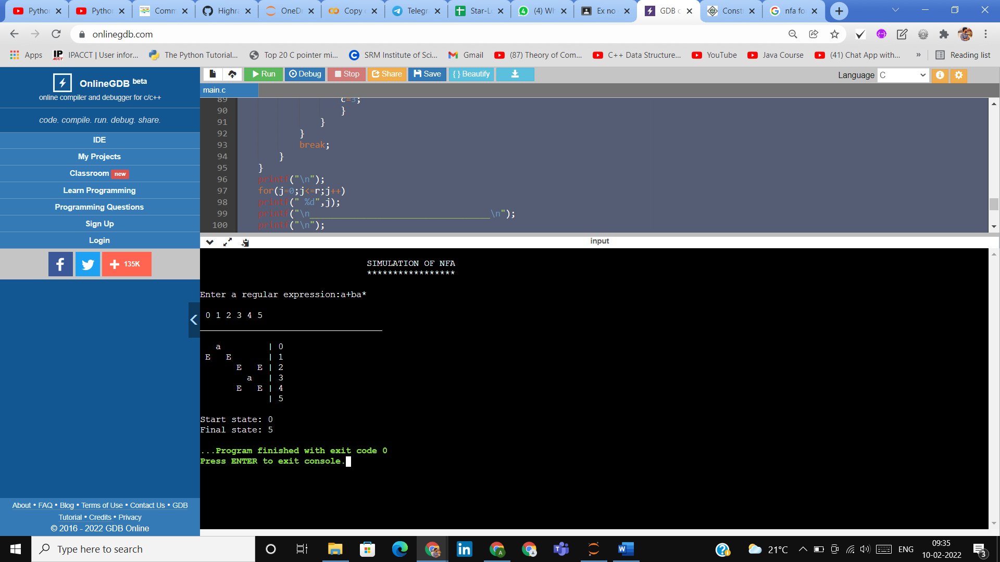 Python
Python
Comm
Highra
OneDr
Copy
Telegr
Star-L
(4) Wh
Ex no
GDB c
Const
nfa fo
onlinegdb.com
Apps
IPACCT | User infor...
The Python Tutorial...
Top 20 C pointer mi...
SRM Institute of Sci...
Gmail
(87) Theory of Com...
C++ Data Structure...
YouTube
Java Course
(41) Chat App with...
»
Reading list
OnlineGDB beta
online compiler and debugger for c/c++
code. compile. run. debug. share.
IDE
My Projects
Classroom new
Learn Programming
Programming Questions
Sign Up
Login
135K
About • FAQ • Blog • Terms of Use • Contact Us • GDB
Tutorial • Credits • Privacy
© 2016 - 2022 GDB Online
Run
Debug
Stop
Share
Save
{ } Beautify
Language C
main.c
89 c=3;
90 }
91 }
92 }
93 break;
94 }
95 }
96 printf("\n");
97 for(j=0;j<=r;j++)
98 printf(" %d",j);
99 printf("\n___________________________________\n");
100 printf("\n");
input
SIMULATION OF NFA
*****************
Enter a regular expression:a+ba*
0 1 2 3 4 5
___________________________________
a | 0
E E | 1
E E | 2
a | 3
E E | 4
| 5
Start state: 0
Final state: 5
...Program finished with exit code 0
Press ENTER to exit console.
Type here to search
21°C
ENG
09:35
10-02-2022
3